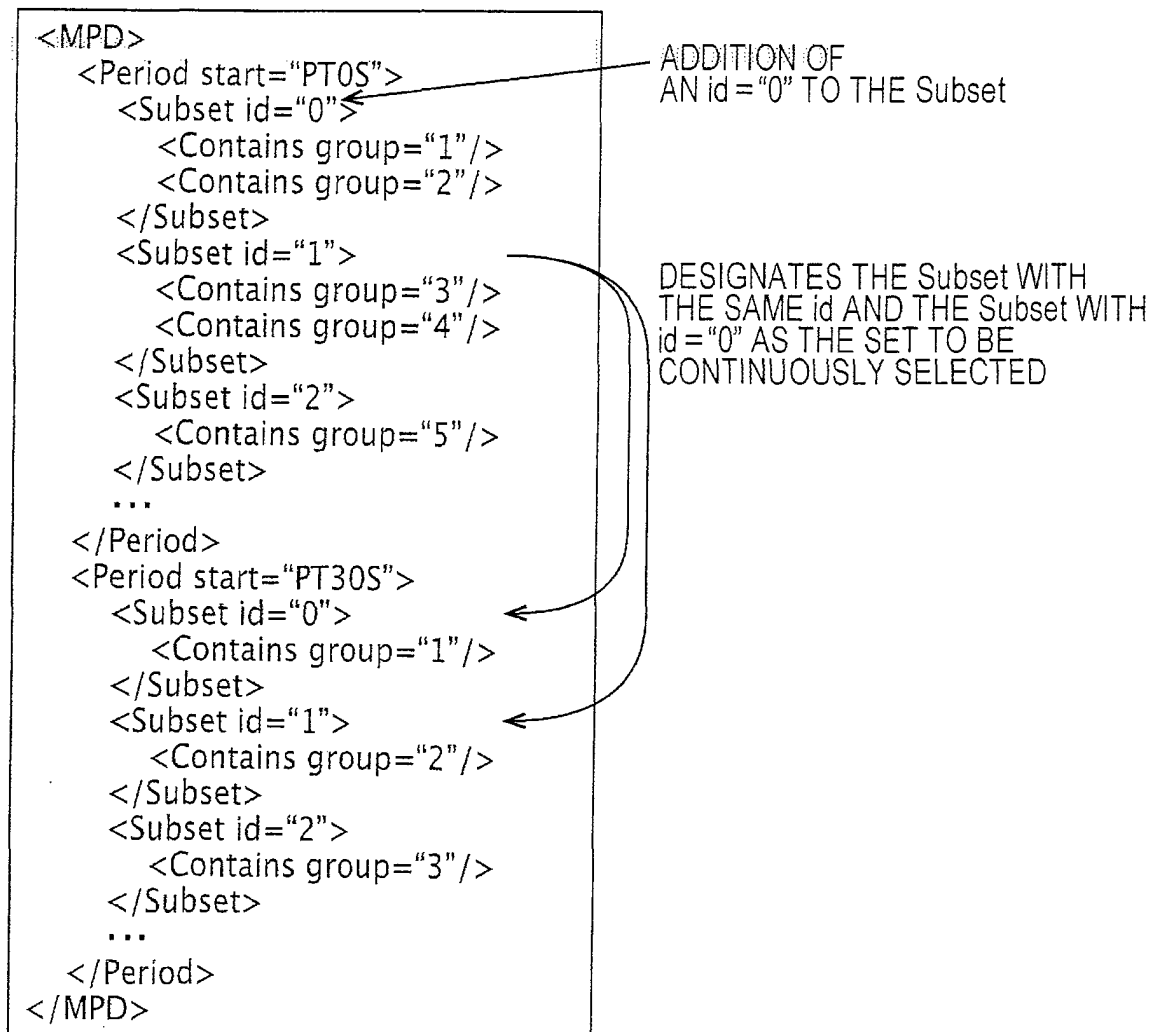 <MPD>
<Period start=“PT0S”>
<Subset id=“0”>
<Contains group=“1”/>
<Contains group=“2”/>
</Subset>
<Subset id=“1”>
<Contains group=“3”/>
<Contains group=“4”/>
</Subset>
<Subset id=“2”>
<Contains group=“5”/>
</Subset>
...
</Period>
<Period start=“PT30S”>
<Subset id=“0”>
<Contains group=“1”/>
</Subset>
<Subset id=“1”>
<Contains group=“2”/>
</Subset>
<Subset id=“2”>
<Contains group=“3”/>
</Subset>
...
</Period>
</MPD>
ADDITION OF
AN id=“0” TO THE Subset
DESIGNATES THE Subset WITH
THE SAME id AND THE Subset WITH
id=“0” AS THE SET TO BE
CONTINUOUSLY SELECTED